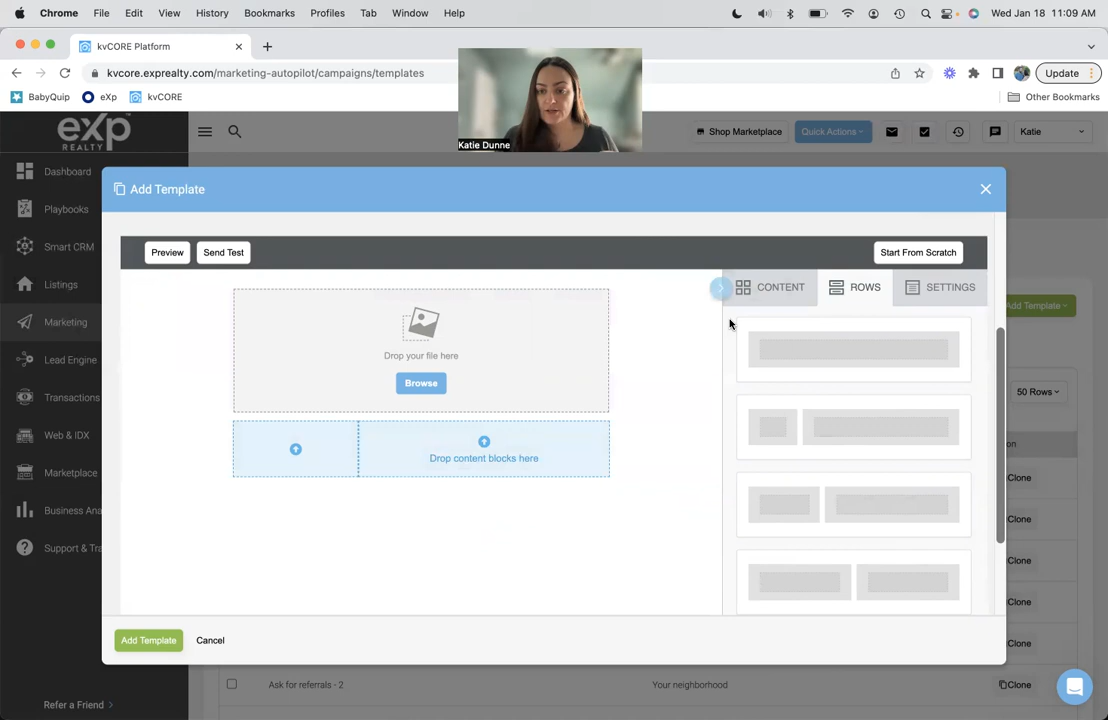 Chrome File Edit View History Bookmarks Profiles Tab Window Help Wed Jan 18 11:09 AM
kvCORE Platform
kvcore.exprealty.com/marketing-autopilot/campaigns/templates Update
BabyQuip eXp kvCORE Other Bookmarks
Katie Dunne
eXp REALTY Shop Marketplace Quick Actions Katie
Dashboard
Playbooks
Smart CRM
Listings
Marketing
Lead Engine
Transactions
Web & IDX
Marketplace
Business Ana
Support & Tra
Refer a Friend
Add Template
Preview Send Test Start From Scratch
CONTENT ROWS SETTINGS
Drop your file here
Browse
Drop content blocks here
Add Template Cancel
Add Template
50 Rows
on
Clone
Clone
Clone
Clone
Clone
Ask for referrals - 2 Your neighborhood Clone